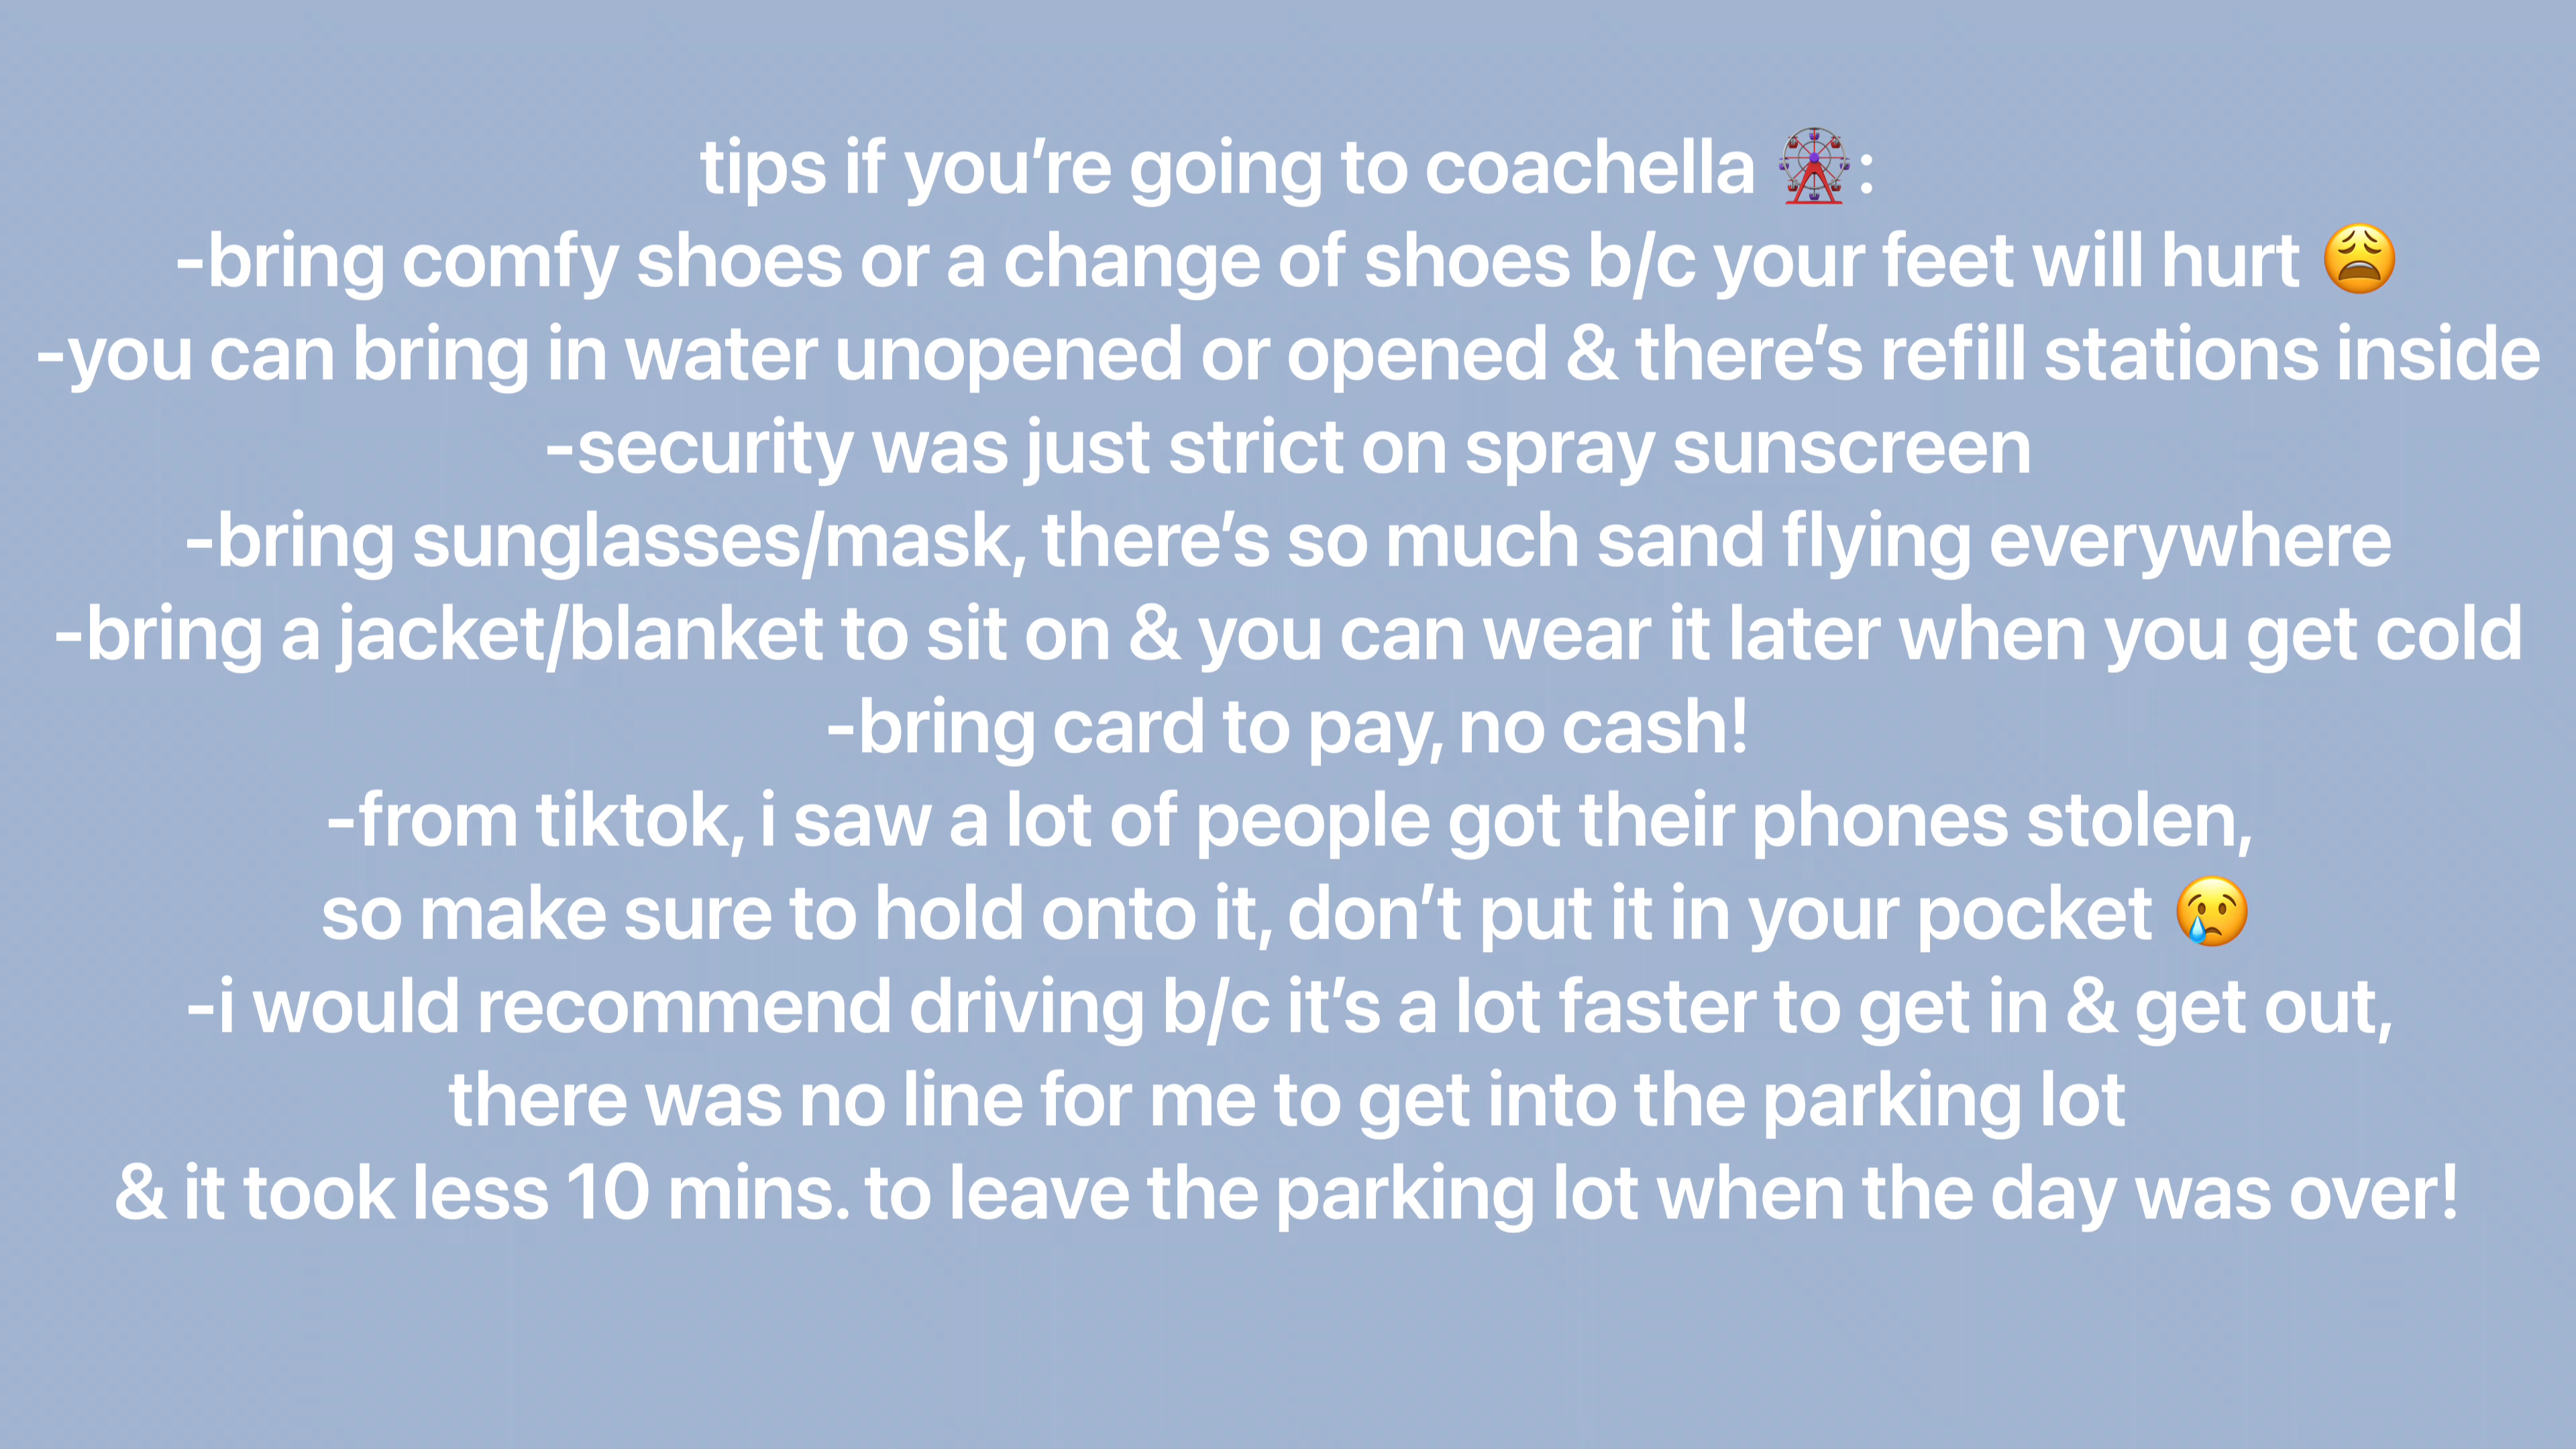 tips if you’re going to coachella 🎡:
-bring comfy shoes or a change of shoes b/c your feet will hurt 😩
-you can bring in water unopened or opened & there’s refill stations inside
-security was just strict on spray sunscreen
-bring sunglasses/mask, there’s so much sand flying everywhere
-bring a jacket/blanket to sit on & you can wear it later when you get cold
-bring card to pay, no cash!
-from tiktok, i saw a lot of people got their phones stolen,
so make sure to hold onto it, don’t put it in your pocket 😢
-i would recommend driving b/c it’s a lot faster to get in & get out,
there was no line for me to get into the parking lot
& it took less 10 mins. to leave the parking lot when the day was over!